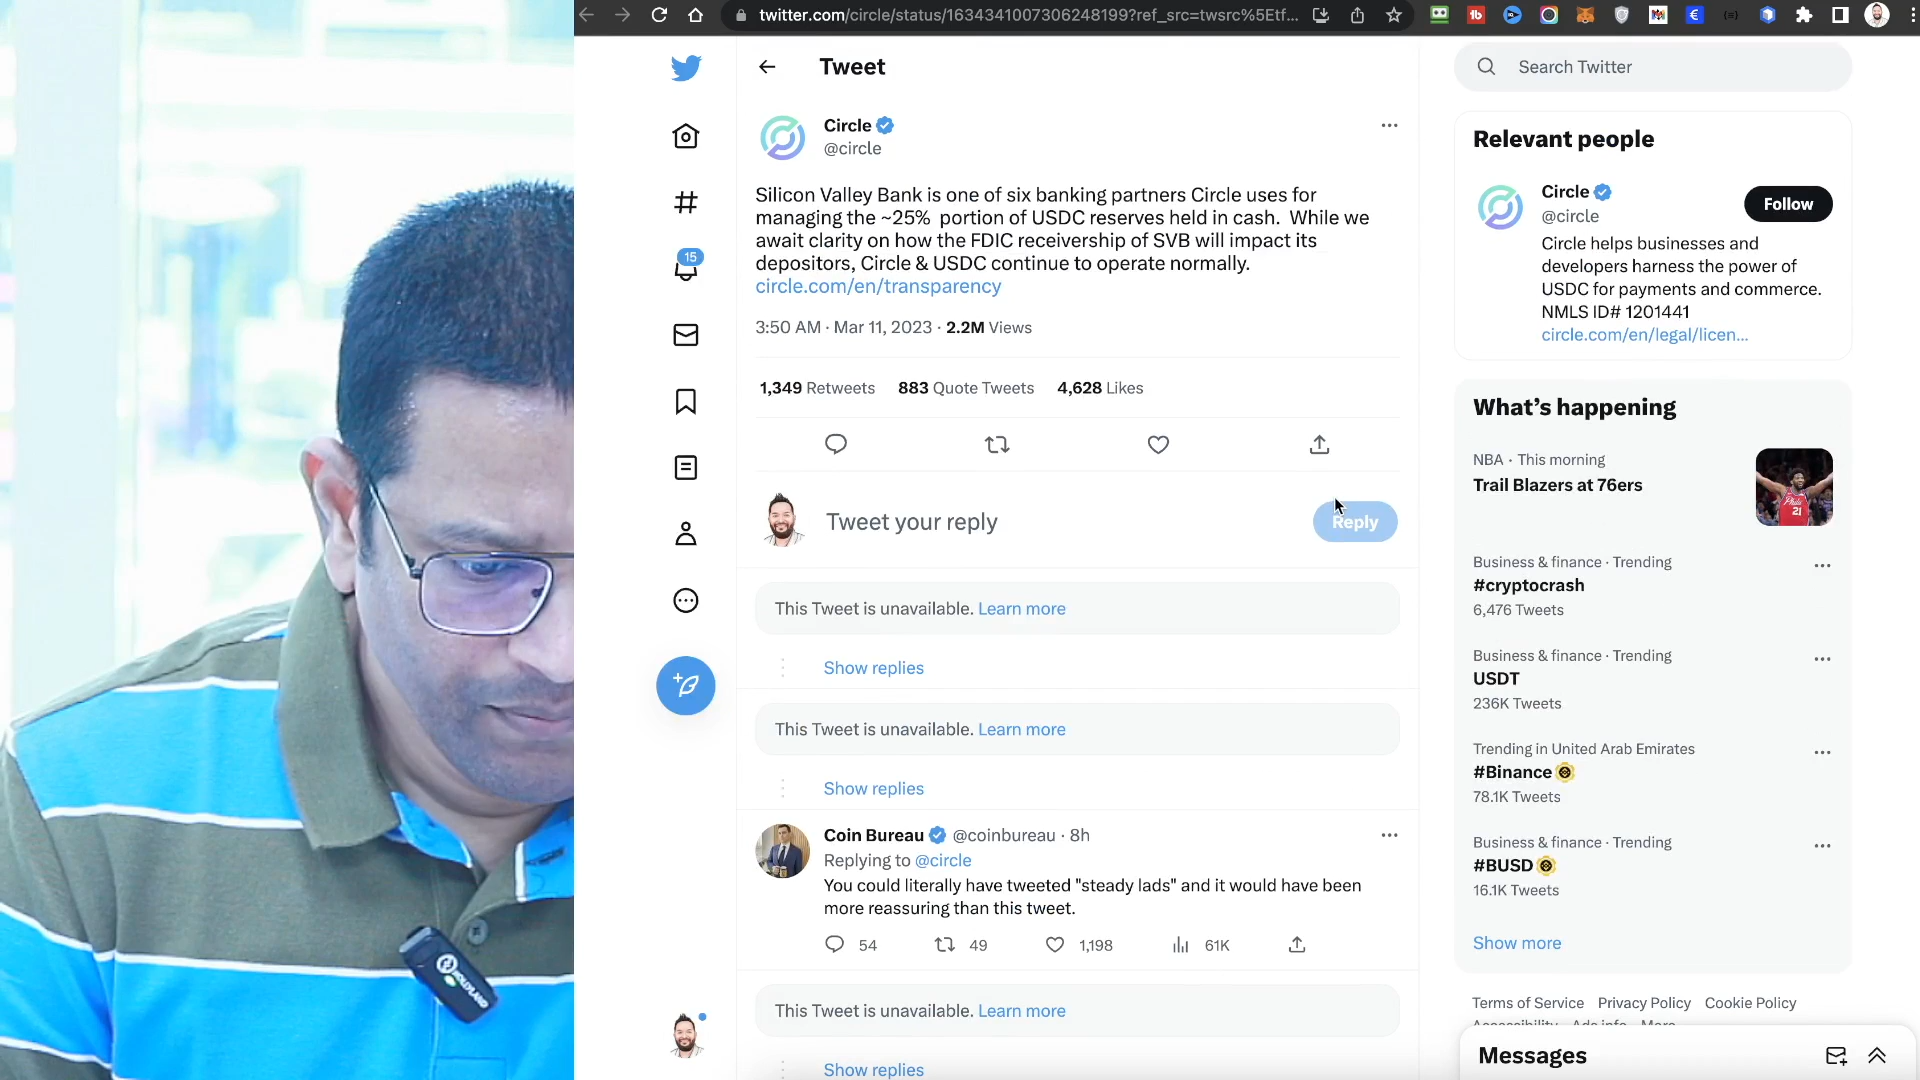 twitter.com/circle/status/1634341007306248199?ref_src=twsrc%5Etf...
Tweet
Search Twitter
Circle
@circle
Silicon Valley Bank is one of six banking partners Circle uses for
managing the ~25% portion of USDC reserves held in cash. While we
await clarity on how the FDIC receivership of SVB will impact its
depositors, Circle & USDC continue to operate normally.
circle.com/en/transparency
3:50 AM · Mar 11, 2023 · 2.2M Views
1,349 Retweets 883 Quote Tweets 4,628 Likes
Tweet your reply
Reply
This Tweet is unavailable. Learn more
Show replies
This Tweet is unavailable. Learn more
Show replies
Coin Bureau @coinbureau · 8h
Replying to @circle
You could literally have tweeted "steady lads" and it would have been
more reassuring than this tweet.
54 49 1,198 61K
This Tweet is unavailable. Learn more
Show replies
15
Relevant people
Circle
@circle
Follow
Circle helps businesses and
developers harness the power of
USDC for payments and commerce.
NMLS ID# 1201441
circle.com/en/legal/licen...
What's happening
NBA · This morning
Trail Blazers at 76ers
21
Business & finance · Trending
#cryptocrash
6,476 Tweets
Business & finance · Trending
USDT
236K Tweets
Trending in United Arab Emirates
#Binance
78.1K Tweets
Business & finance · Trending
#BUSD
16.1K Tweets
Show more
Terms of Service Privacy Policy Cookie Policy
Accessibility Ads info More
Messages
HOLLYLAND